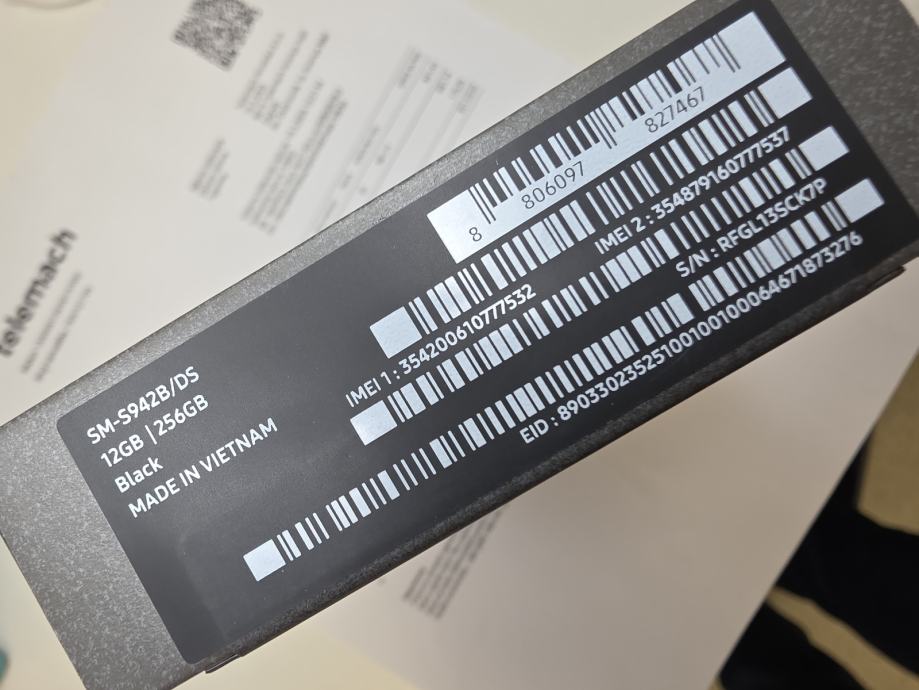 telemach
8 806097 827467
IMEI 2 : 354879160777537
IMEI 1 : 354200610777532
S/N : RFGL13SCK7P
EID : 89033023525100100100064671873276
SM-S942B/DS
12GB | 256GB
Black
MADE IN VIETNAM